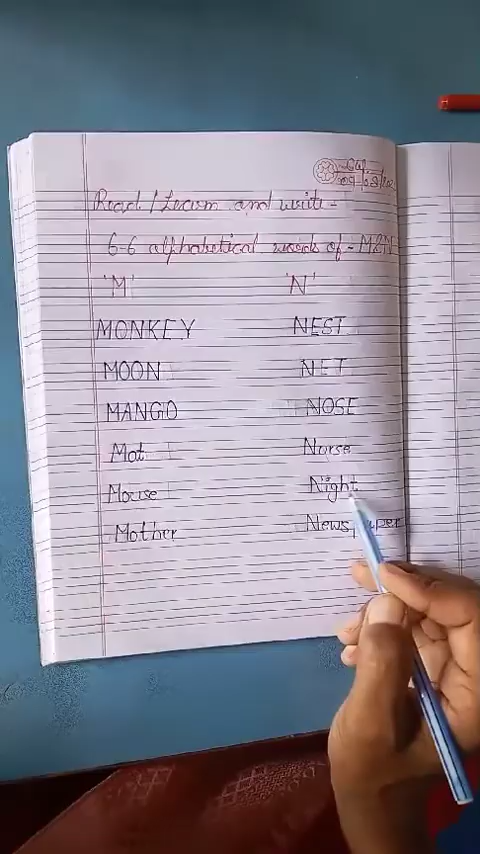 Read / Learn and write -
6-6 alphabetical words of - M&N
'M' 'N'
MONKEY NEST
MOON NET
MANGO NOSE
Mat Nurse
Mouse Night
Mother Newspaper